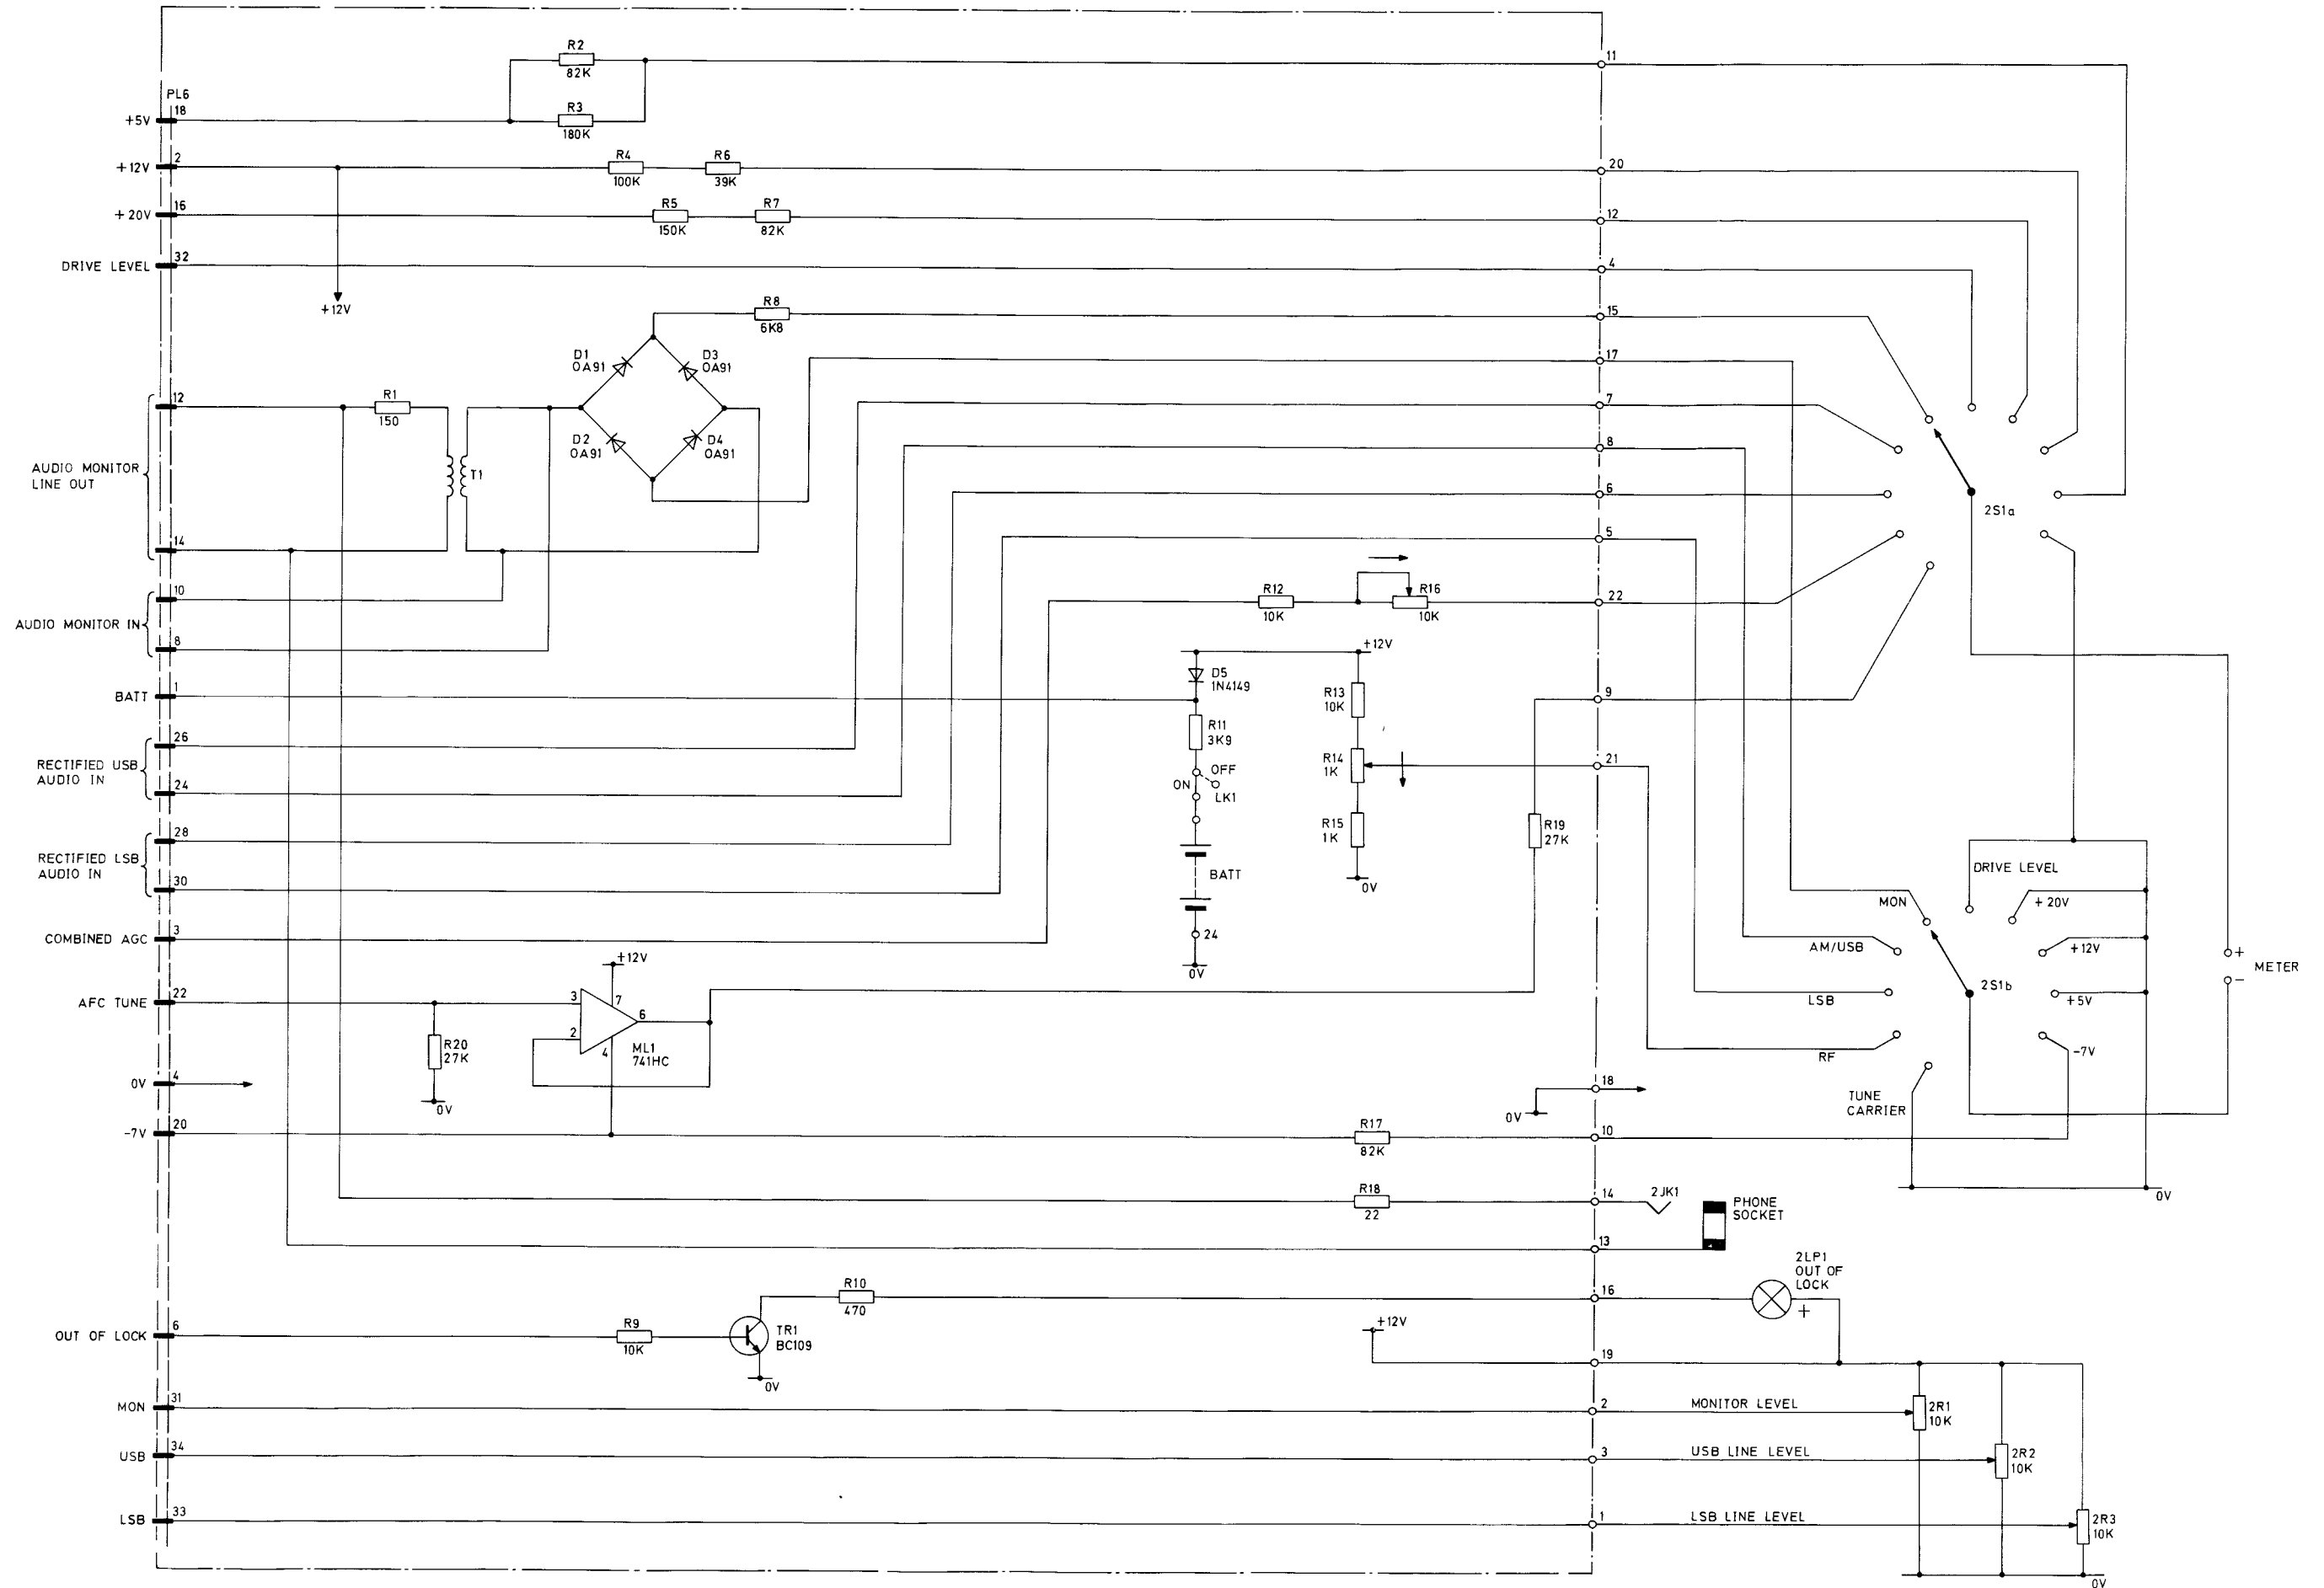 R2
82K
11
PL6
18
+5V
R3
180K
2
+12V
R4
100K
R6
39K
20
16
+20V
R5
150K
R7
82K
12
32
DRIVE LEVEL
4
+12V
R8
6K8
15
D1
OA91
D3
OA91
17
12
R1
150
7
D2
OA91
D4
OA91
8
AUDIO MONITOR
LINE OUT
T1
6
2S1a
14
5
10
AUDIO MONITOR IN
8
R12
10K
R16
10K
22
+12V
D5
1N4149
1
BATT
R13
10K
9
R11
3K9
26
RECTIFIED USB
AUDIO IN
24
OFF
ON
LK1
R14
1K
21
R15
1K
R19
27K
28
RECTIFIED LSB
AUDIO IN
30
BATT
0V
DRIVE LEVEL
MON
+20V
3
COMBINED AGC
24
0V
AM/USB
+12V
+
METER
-
+12V
22
AFC TUNE
3
7
6
2
4
ML1
741HC
2S1b
LSB
+5V
R20
27K
0V
RF
-7V
4
0V
18
0V
TUNE
CARRIER
20
-7V
R17
82K
10
0V
R18
22
14
2JK1
PHONE
SOCKET
13
2LP1
OUT OF
LOCK
+
R10
470
16
6
OUT OF LOCK
R9
10K
TR1
BC109
0V
+12V
19
31
MON
2
MONITOR LEVEL
2R1
10K
34
USB
3
USB LINE LEVEL
2R2
10K
33
LSB
1
LSB LINE LEVEL
2R3
10K
0V